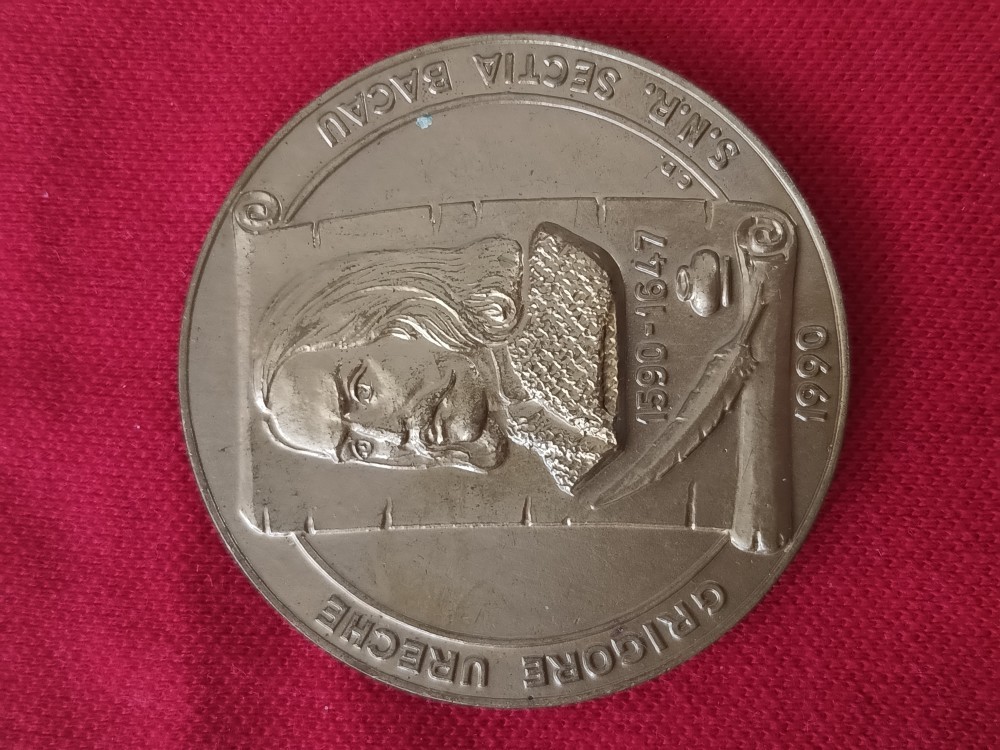 GRIGORE URECHE
S.N.R. SECTIA BACAU
C.D.
1590-1647
1990